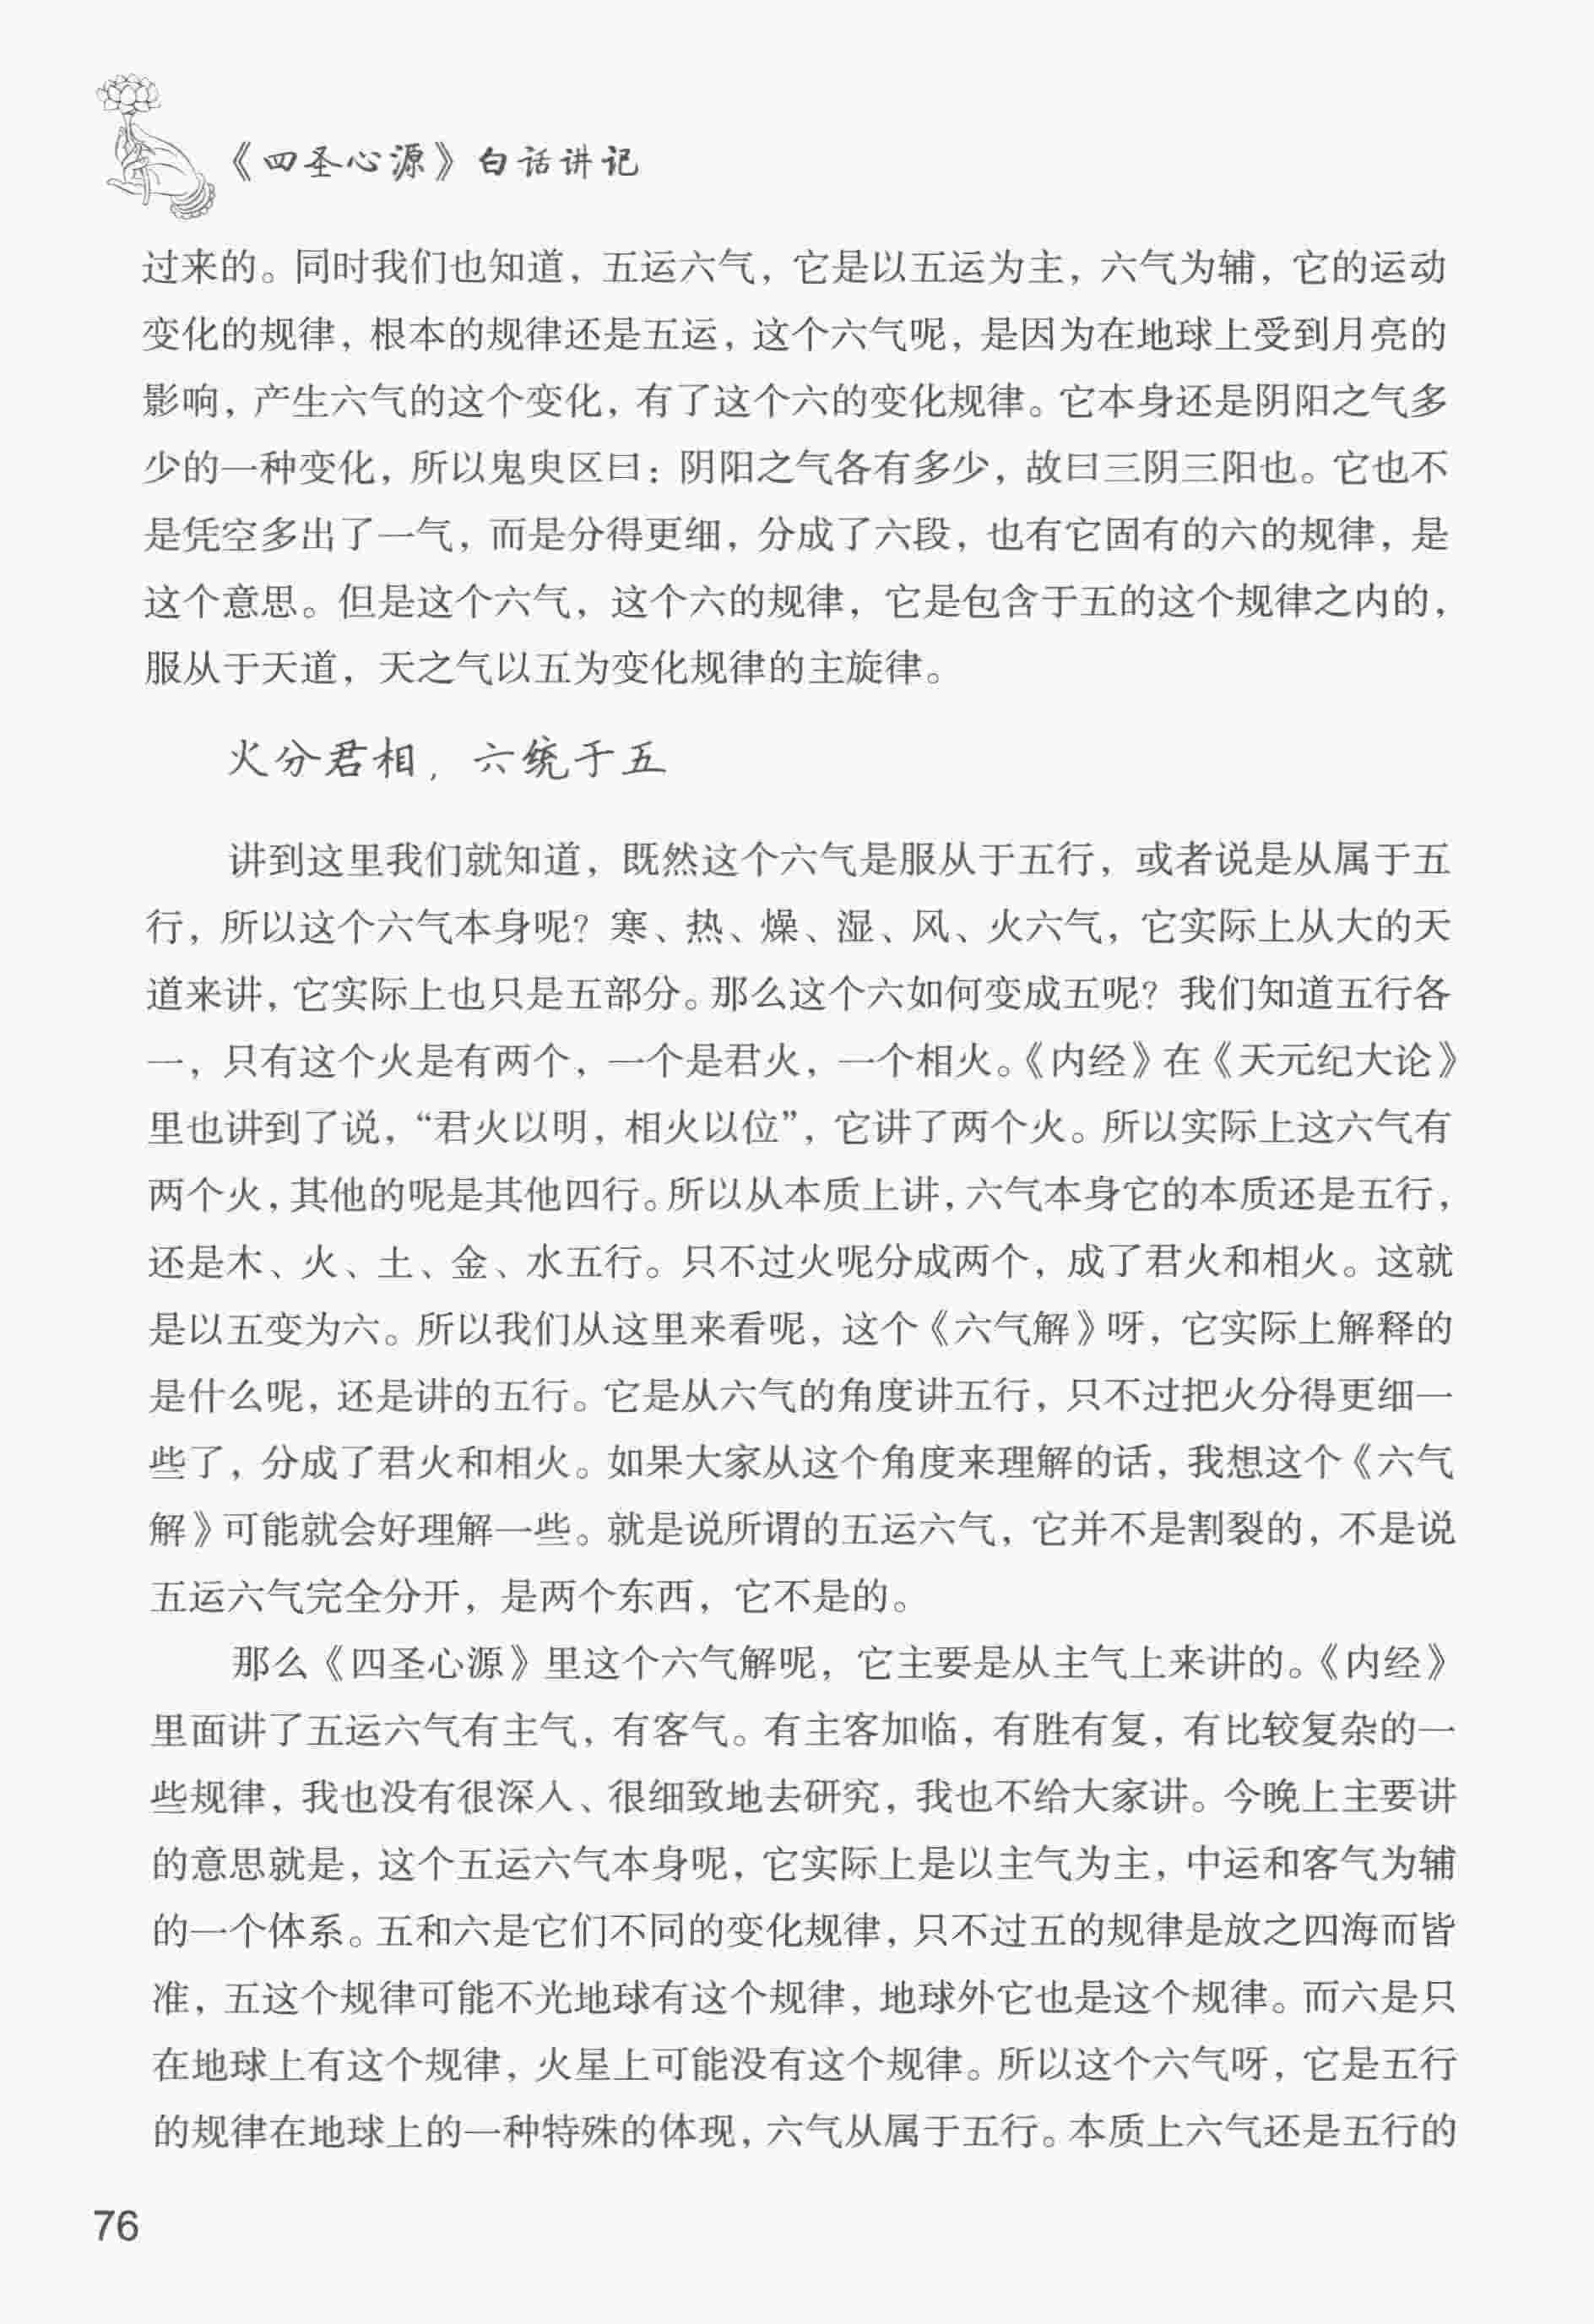 《四圣心源》白话讲记
过来的。同时我们也知道，五运六气，它是以五运为主，六气为辅，它的运动
变化的规律，根本的规律还是五运，这个六气呢，是因为在地球上受到月亮的
影响，产生六气的这个变化，有了这个六的变化规律。它本身还是阴阳之气多
少的一种变化，所以鬼臾区曰：阴阳之气各有多少，故曰三阴三阳也。它也不
是凭空多出了一气，而是分得更细，分成了六段，也有它固有的六的规律，是
这个意思。但是这个六气，这个六的规律，它是包含于五的这个规律之内的，
服从于天道，天之气以五为变化规律的主旋律。
火分君相，六统于五
讲到这里我们就知道，既然这个六气是服从于五行，或者说是从属于五
行，所以这个六气本身呢？寒、热、燥、湿、风、火六气，它实际上从大的天
道来讲，它实际上也只是五部分。那么这个六如何变成五呢？我们知道五行各
一，只有这个火是有两个，一个是君火，一个相火。《内经》在《天元纪大论》
里也讲到了说，“君火以明，相火以位”，它讲了两个火。所以实际上这六气有
两个火，其他的呢是其他四行。所以从本质上讲，六气本身它的本质还是五行，
还是木、火、土、金、水五行。只不过火呢分成两个，成了君火和相火。这就
是以五变为六。所以我们从这里来看呢，这个《六气解》呀，它实际上解释的
是什么呢，还是讲的五行。它是从六气的角度讲五行，只不过把火分得更细一
些了，分成了君火和相火。如果大家从这个角度来理解的话，我想这个《六气
解》可能就会好理解一些。就是说所谓的五运六气，它并不是割裂的，不是说
五运六气完全分开，是两个东西，它不是的。
那么《四圣心源》里这个六气解呢，它主要是从主气上来讲的。《内经》
里面讲了五运六气有主气，有客气。有主客加临，有胜有复，有比较复杂的一
些规律，我也没有很深人、很细致地去研究，我也不给大家讲。今晚上主要讲
的意思就是，这个五运六气本身呢，它实际上是以主气为主，中运和客气为辅
的一个体系。五和六是它们不同的变化规律，只不过五的规律是放之四海而皆
准，五这个规律可能不光地球有这个规律，地球外它也是这个规律。而六是只
在地球上有这个规律，火星上可能没有这个规律。所以这个六气呀，它是五行
的规律在地球上的一种特殊的体现，六气从属于五行。本质上六气还是五行的
76